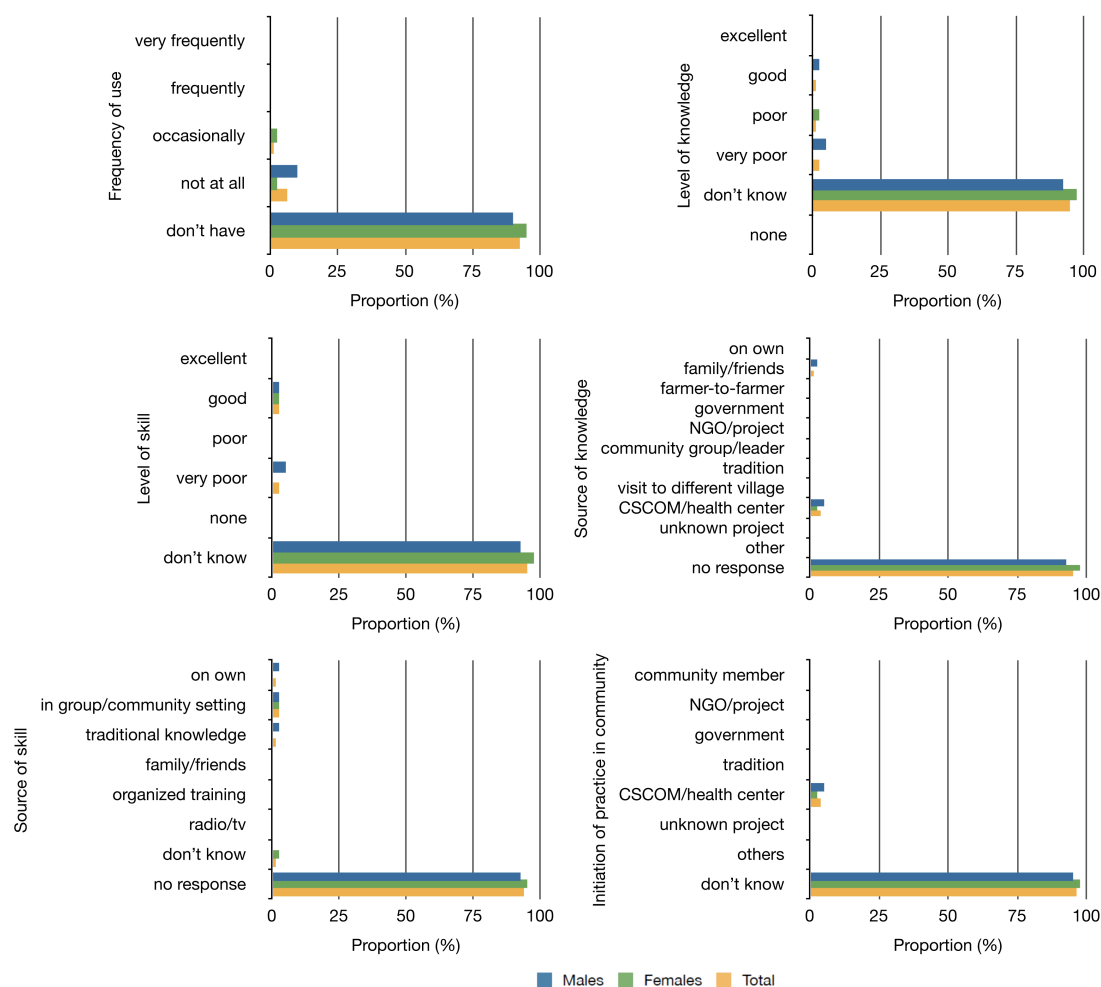 Frequency of use
very frequently
frequently
occasionally
not at all
don't have
0 25 50 75 100
Proportion (%)
Level of knowledge
excellent
good
poor
very poor
don't know
none
0 25 50 75 100
Proportion (%)
Level of skill
excellent
good
poor
very poor
none
don't know
0 25 50 75 100
Proportion (%)
Source of knowledge
on own
family/friends
farmer-to-farmer
government
NGO/project
community group/leader
tradition
visit to different village
CSCOM/health center
unknown project
other
no response
0 25 50 75 100
Proportion (%)
Source of skill
on own
in group/community setting
traditional knowledge
family/friends
organized training
radio/tv
don't know
no response
0 25 50 75 100
Proportion (%)
Initiation of practice in community
community member
NGO/project
government
tradition
CSCOM/health center
unknown project
others
don't know
0 25 50 75 100
Proportion (%)
Males Females Total